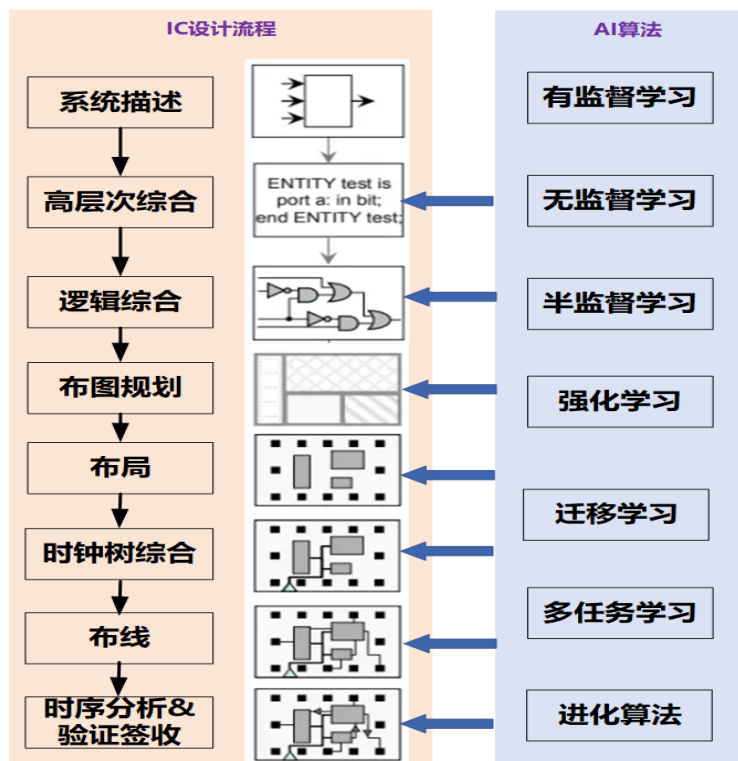 IC设计流程
AI算法
系统描述
有监督学习
高层次综合
ENTITY test is
port a: in bit;
end ENTITY test;
无监督学习
逻辑综合
半监督学习
布图规划
强化学习
布局
迁移学习
时钟树综合
多任务学习
布线
时序分析&
验证签收
进化算法